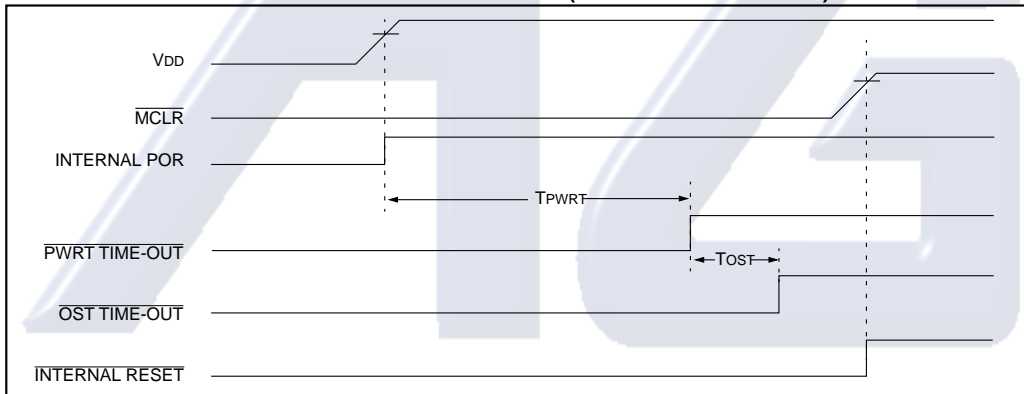 VDD
MCLR
INTERNAL POR
TPWRT
PWRT TIME-OUT
TOST
OST TIME-OUT
INTERNAL RESET